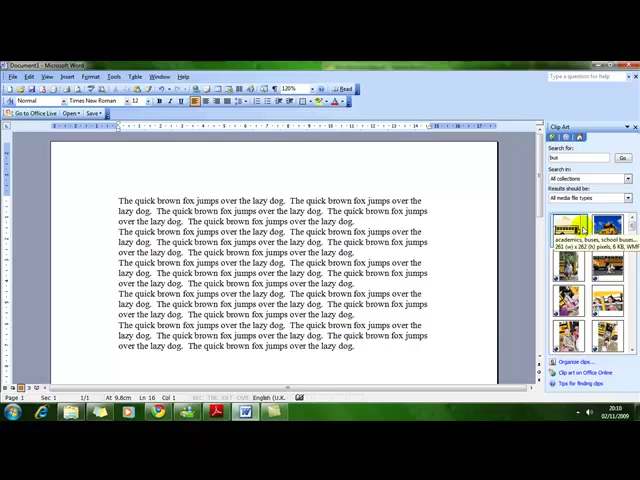 Document1 - Microsoft Word
File Edit View Insert Format Tools Table Window Help
Type a question for help
120% Read
Normal Times New Roman 12
Go to Office Live Open Save
Clip Art
Search for:
bus Go
Search in:
All collections
Results should be:
All media file types
academics, buses, school buses...
261 (w) x 262 (h) pixels, 6 KB, WMF
The quick brown fox jumps over the lazy dog. The quick brown fox jumps over the
lazy dog. The quick brown fox jumps over the lazy dog. The quick brown fox jumps
over the lazy dog. The quick brown fox jumps over the lazy dog.
The quick brown fox jumps over the lazy dog. The quick brown fox jumps over the
lazy dog. The quick brown fox jumps over the lazy dog. The quick brown fox jumps
over the lazy dog. The quick brown fox jumps over the lazy dog.
The quick brown fox jumps over the lazy dog. The quick brown fox jumps over the
lazy dog. The quick brown fox jumps over the lazy dog. The quick brown fox jumps
over the lazy dog. The quick brown fox jumps over the lazy dog.
The quick brown fox jumps over the lazy dog. The quick brown fox jumps over the
lazy dog. The quick brown fox jumps over the lazy dog. The quick brown fox jumps
over the lazy dog. The quick brown fox jumps over the lazy dog.
The quick brown fox jumps over the lazy dog. The quick brown fox jumps over the
lazy dog. The quick brown fox jumps over the lazy dog. The quick brown fox jumps
over the lazy dog. The quick brown fox jumps over the lazy dog.
Organize clips...
Clip art on Office Online
Tips for finding clips
Page 1 Sec 1 1/1 At 9.8cm Ln 16 Col 1 REC TRK EXT OVR English (U.K.
20:10
02/11/2009